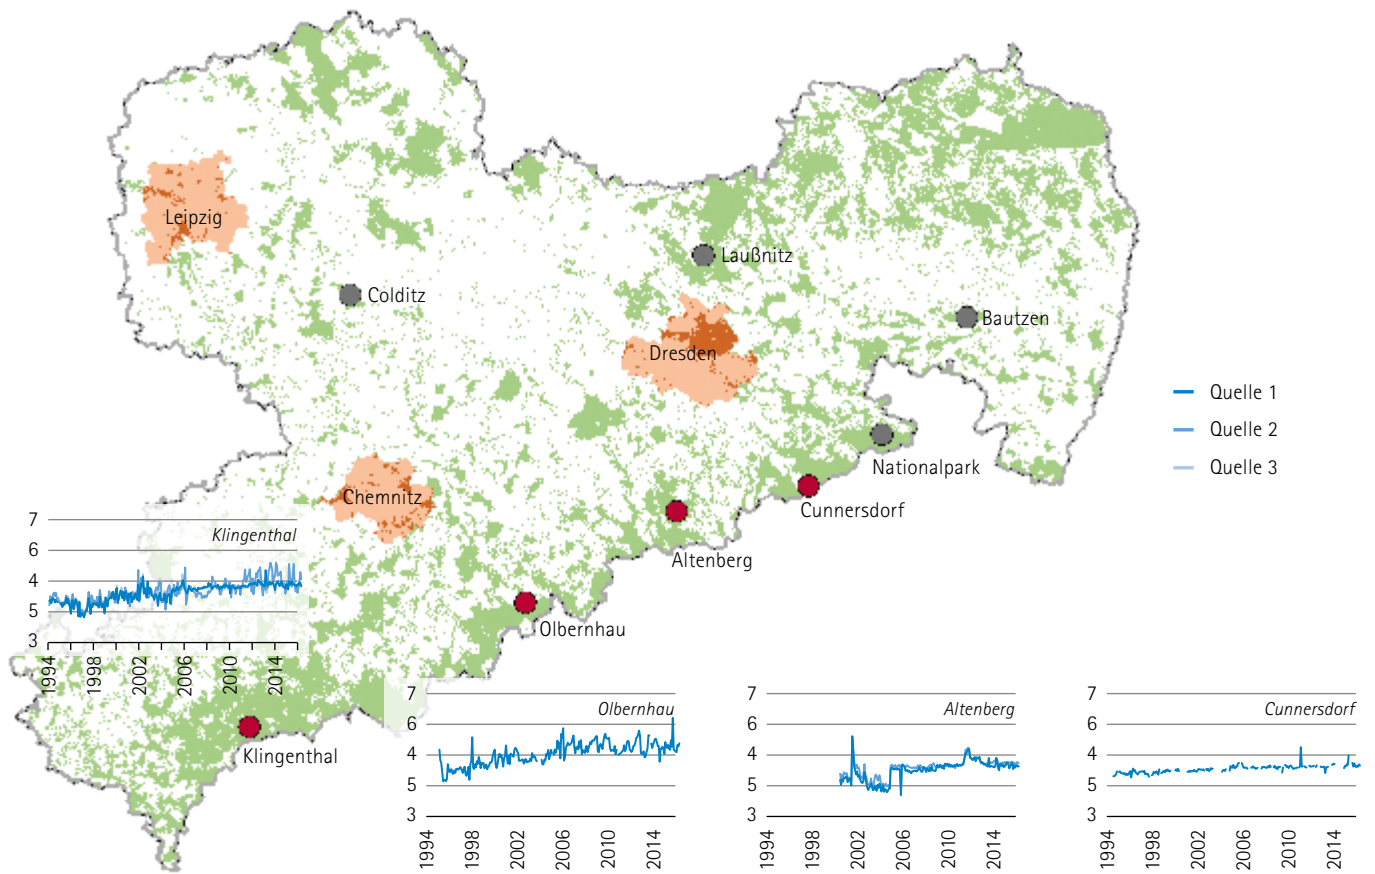 Leipzig
Laußnitz
Colditz
Bautzen
Dresden
Quelle 1
Quelle 2
Nationalpark
Quelle 3
Chemnitz
Cunnersdorf
Altenberg
Olbernhau
Klingenthal
Klingenthal
7
6
4
5
3
1994
1998
2002
2006
2010
2014
Olbernhau
7
6
4
5
3
1994
1998
2002
2006
2010
2014
Altenberg
7
6
4
5
3
1994
1998
2002
2006
2010
2014
Cunnersdorf
7
6
4
5
3
1994
1998
2002
2006
2010
2014